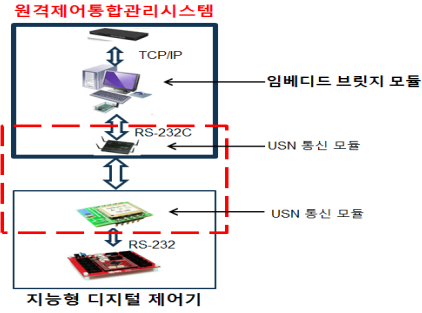 원격제어통합관리시스템
TCP/IP
임베디드 브릿지 모듈
RS-232C
USN 통신 모듈
USN 통신 모듈
RS-232
지능형 디지털 제어기